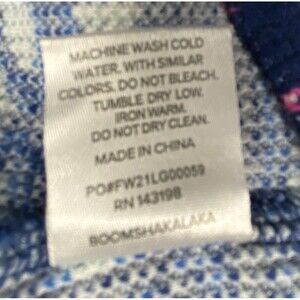 MACHINE WASH COLD
WATER, WITH SIMILAR
COLORS. DO NOT BLEACH.
TUMBLE DRY LOW.
IRON WARM.
DO NOT DRY CLEAN.
MADE IN CHINA
PO#FW21LG00059
RN 143198
BOOMSHAKALAKA